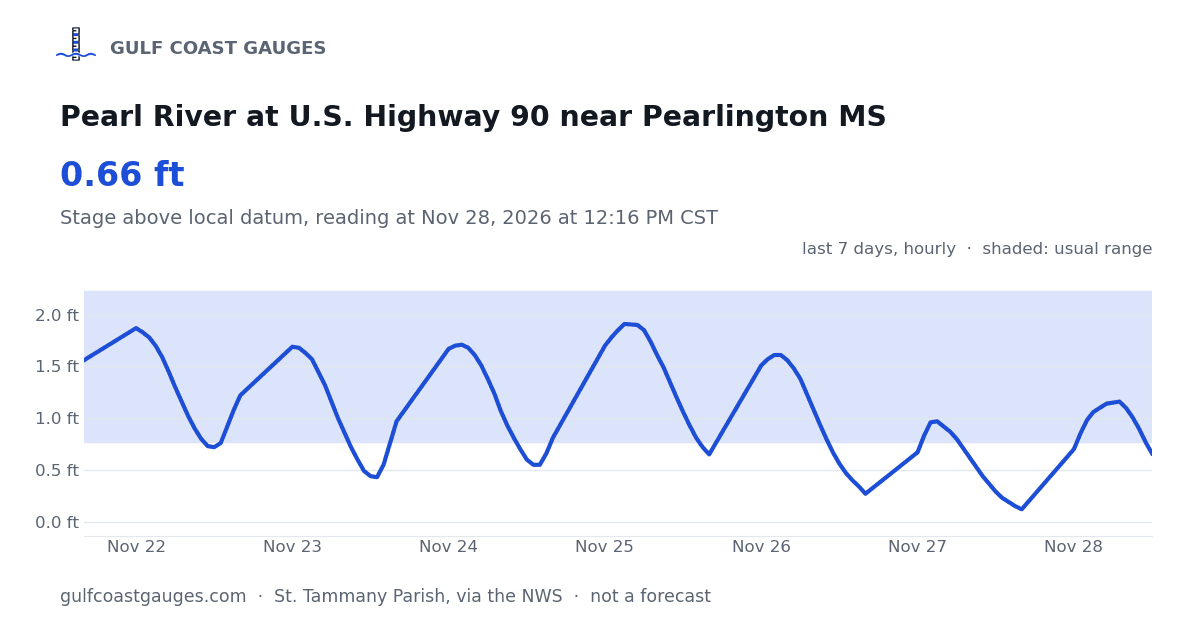 GULF COAST GAUGES
Pearl River at U.S. Highway 90 near Pearlington MS
0.66 ft
Stage above local datum, reading at Nov 28, 2026 at 12:16 PM CST
last 7 days, hourly · shaded: usual range
2.0 ft
1.5 ft
1.0 ft
0.5 ft
0.0 ft
Nov 22 Nov 23 Nov 24 Nov 25 Nov 26 Nov 27 Nov 28
gulfcoastgauges.com · St. Tammany Parish, via the NWS · not a forecast